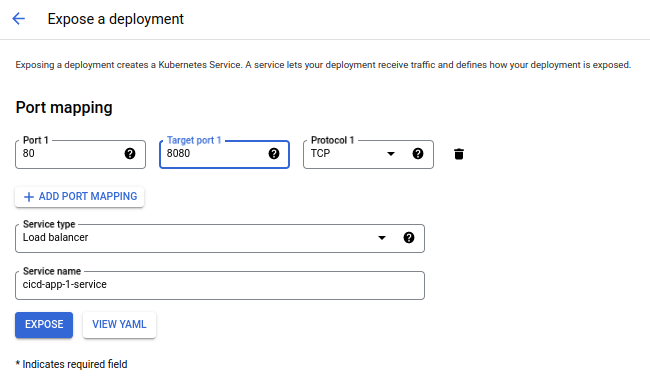 Expose a deployment
Exposing a deployment creates a Kubernetes Service. A service lets your deployment receive traffic and defines how your deployment is exposed.
Port mapping
Port 1 Target port 1 Protocol 1
80 8080 TCP
ADD PORT MAPPING
Service type
Load balancer
Service name
cicd-app-1-service
EXPOSE VIEW YAML
* Indicates required field